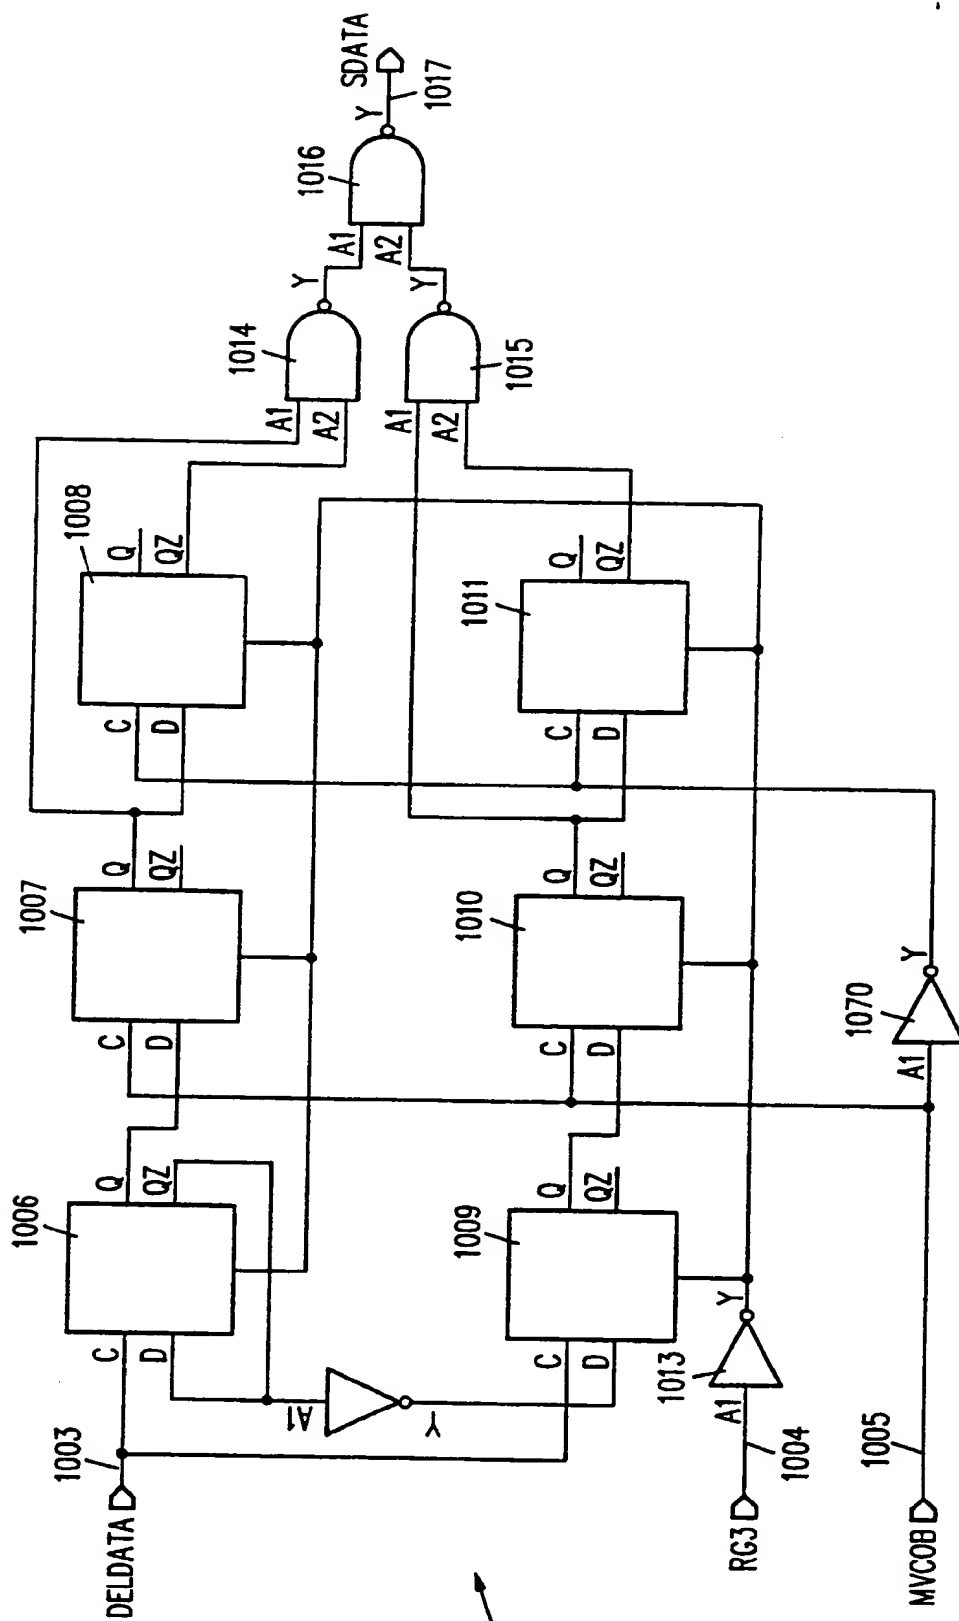 DELDATA
1003
C
D
1006
Q
QZ
C
D
1007
Q
QZ
C
D
1008
Q
QZ
A1
A2
1014
Y
A1
A2
1016
Y
SDATA
1017
A1
Y
C
D
1009
Q
QZ
C
D
1010
Q
QZ
C
D
1011
Q
QZ
A1
A2
1015
Y
RG3
1004
A1
1013
Y
MVCOB
1005
A1
1070
Y